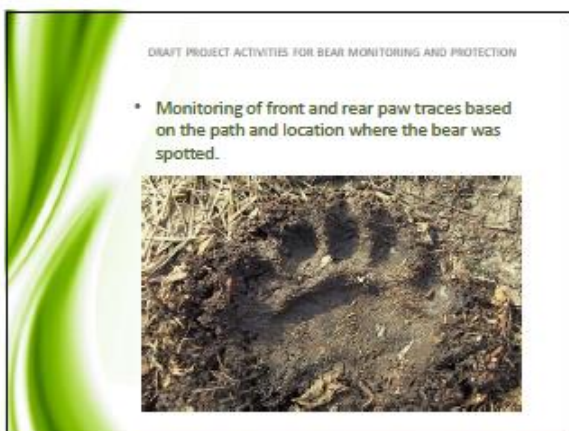 DRAFT PROJECT ACTIVITIES FOR BEAR MONITORING AND PROTECTION
• Monitoring of front and rear paw traces based
on the path and location where the bear was
spotted.